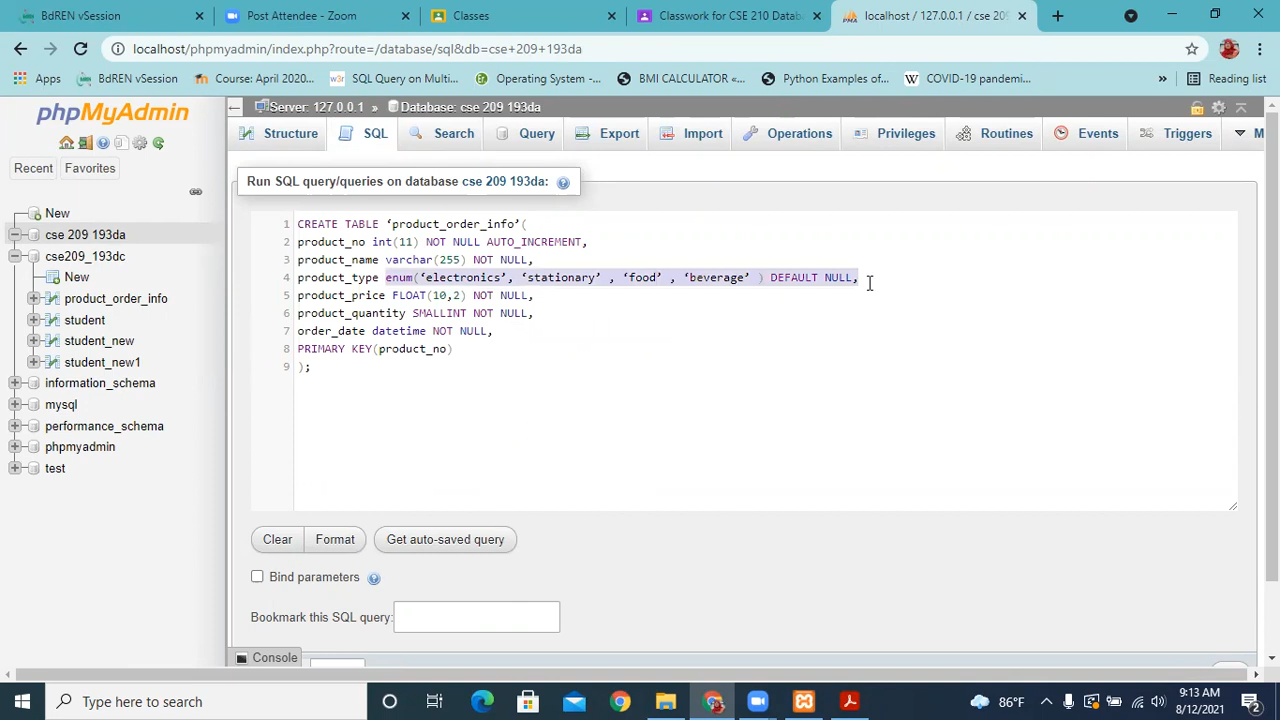 BdREN vSession
Post Attendee - Zoom
Classes
Classwork for CSE 210 Databa
localhost / 127.0.0.1 / cse 20
localhost/phpmyadmin/index.php?route=/database/sql&db=cse+209+193da
Apps
BdREN vSession
Course: April 2020...
SQL Query on Multi...
Operating System -...
BMI CALCULATOR «...
Python Examples of...
COVID-19 pandemi...
Reading list
phpMyAdmin
Recent
Favorites
New
cse 209 193da
cse209_193dc
New
product_order_info
student
student_new
student_new1
information_schema
mysql
performance_schema
phpmyadmin
test
Server: 127.0.0.1 » Database: cse 209 193da
Structure
SQL
Search
Query
Export
Import
Operations
Privileges
Routines
Events
Triggers
M
Run SQL query/queries on database cse 209 193da:
1 CREATE TABLE ‘product_order_info’(
2 product_no int(11) NOT NULL AUTO_INCREMENT,
3 product_name varchar(255) NOT NULL,
4 product_type enum(‘electronics’, ‘stationary’ , ‘food’ , ‘beverage’ ) DEFAULT NULL,
5 product_price FLOAT(10,2) NOT NULL,
6 product_quantity SMALLINT NOT NULL,
7 order_date datetime NOT NULL,
8 PRIMARY KEY(product_no)
9 );
Clear
Format
Get auto-saved query
Bind parameters
Bookmark this SQL query:
Console
Type here to search
86°F
9:13 AM
8/12/2021
2